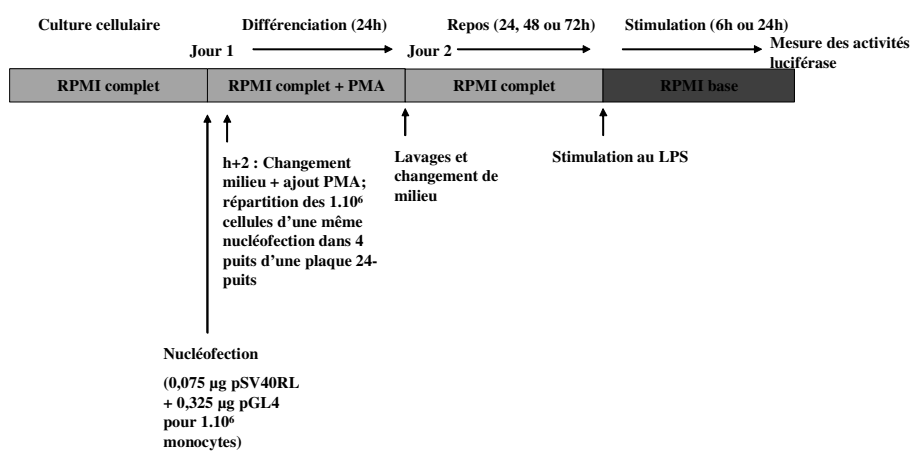 Culture cellulaire
Différenciation (24h)
Repos (24, 48 ou 72h)
Stimulation (6h ou 24h)
Jour 1
Jour 2
Mesure des activités
luciférase
RPMI complet
RPMI complet + PMA
RPMI complet
RPMI base
h+2 : Changement
milieu + ajout PMA;
répartition des 1.10⁶
cellules d'une même
nucléofection dans 4
puits d'une plaque 24-
puits
Lavages et
changement de
milieu
Stimulation au LPS
Nucléofection
(0,075 µg pSV40RL
+ 0,325 µg pGL4
pour 1.10⁶
monocytes)